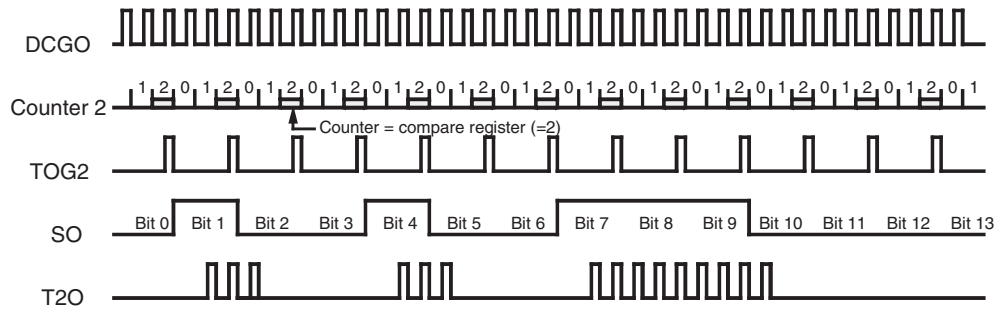 DCGO
Counter 2
1 2 0 1 2 0 1 2 0 1 2 0 1 2 0 1 2 0 1 2 0 1 2 0 1 2 0 1 2 0 1 2 0 1 2 0 1 2 0 1
Counter = compare register (=2)
TOG2
SO
Bit 0 Bit 1 Bit 2 Bit 3 Bit 4 Bit 5 Bit 6 Bit 7 Bit 8 Bit 9 Bit 10 Bit 11 Bit 12 Bit 13
T2O